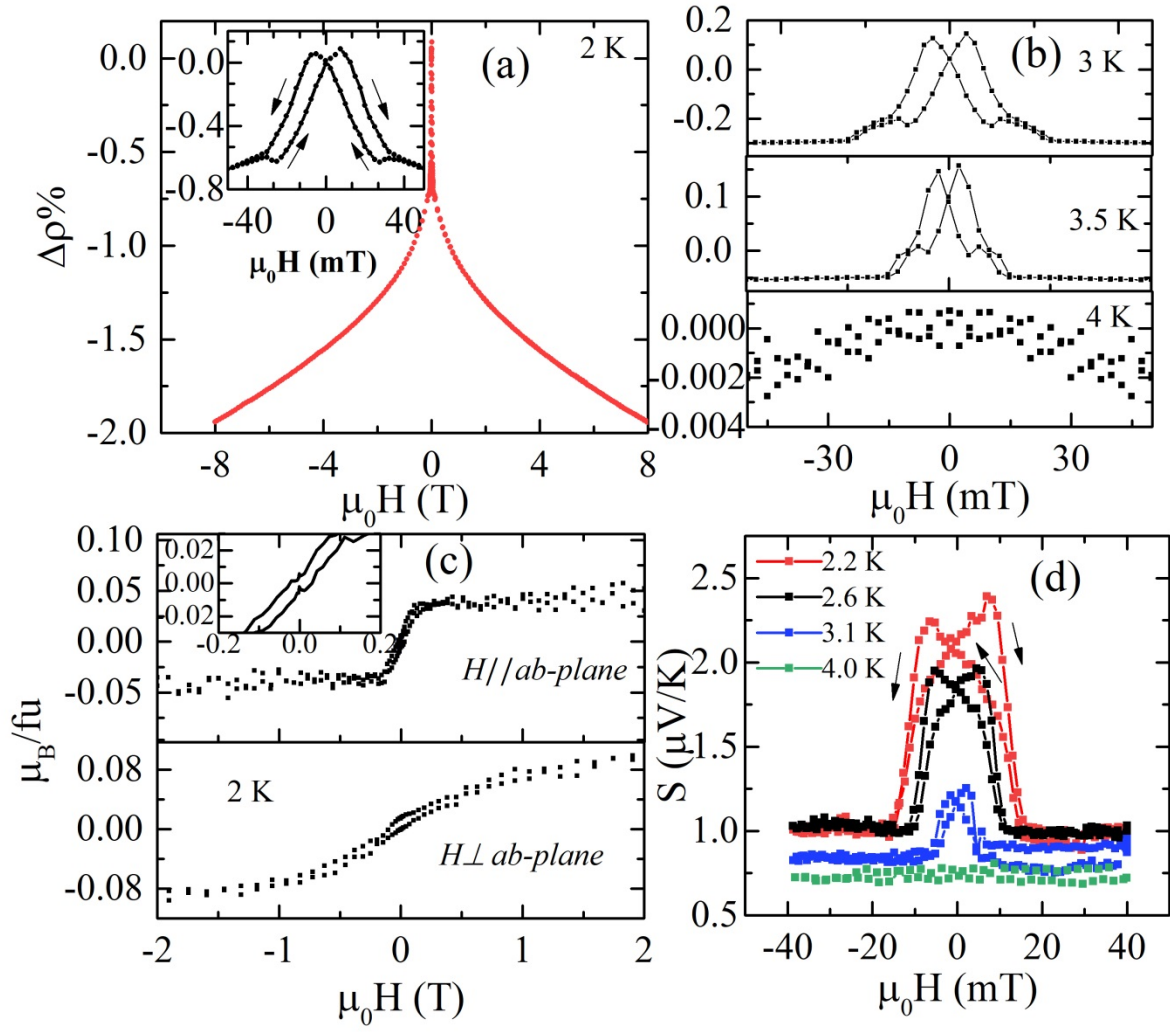 (a)
2 K
0.0
-0.5
-1.0
-1.5
-2.0
Δρ%
-8
-4
0
4
8
μ₀H (T)
-0.0
-0.2
-0.4
-0.6
-0.8
-40
0
40
μ₀H (mT)
(b)
3 K
0.2
0.0
-0.2
3.5 K
0.1
0.0
4 K
0.000
-0.002
-0.004
-30
0
30
μ₀H (mT)
(c)
0.10
0.05
0.00
-0.05
0.02
0.00
-0.02
-0.2
0.0
0.2
H//ab-plane
μB/fu
0.08
0.00
-0.08
2 K
H⊥ ab-plane
-2
-1
0
1
2
μ₀H (T)
(d)
2.2 K
2.6 K
3.1 K
4.0 K
2.5
2.0
1.5
1.0
0.5
S (μV/K)
-40
-20
0
20
40
μ₀H (mT)